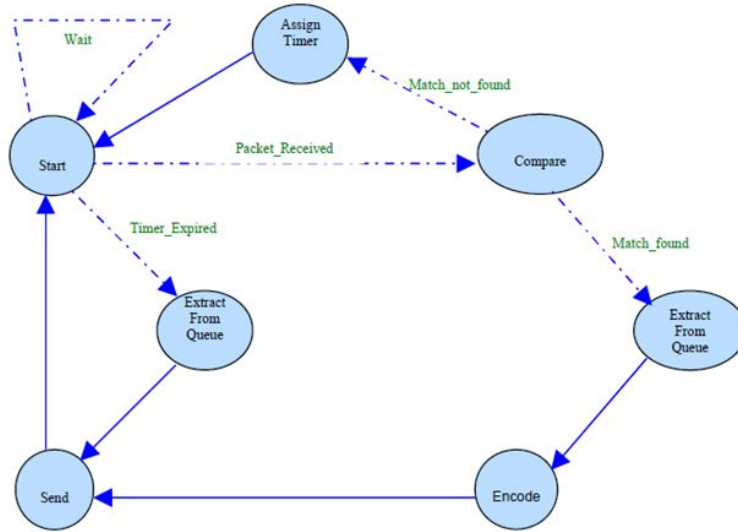 Assign
Timer
Wait
Match_not_found
Start
Packet_Received
Compare
Timer_Expired
Match_found
Extract
From
Queue
Extract
From
Queue
Send
Encode